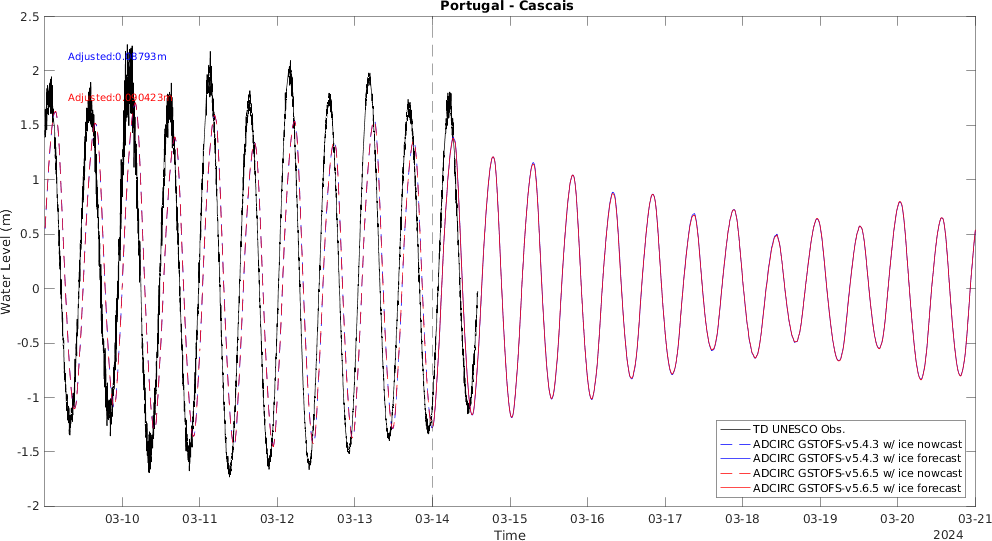 Portugal - Cascais
2.5
2
1.5
1
0.5
0
-0.5
-1
-1.5
-2
Water Level (m)
03-10 03-11 03-12 03-13 03-14 03-15 03-16 03-17 03-18 03-19 03-20 03-21
Time
2024
TD UNESCO Obs.
ADCIRC GSTOFS-v5.4.3 w/ ice nowcast
ADCIRC GSTOFS-v5.4.3 w/ ice forecast
ADCIRC GSTOFS-v5.6.5 w/ ice nowcast
ADCIRC GSTOFS-v5.6.5 w/ ice forecast